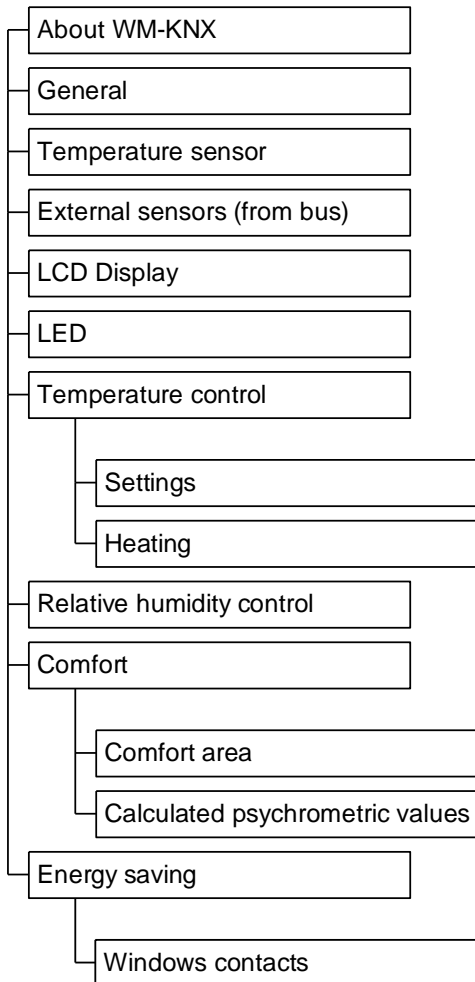 About WM-KNX
General
Temperature sensor
External sensors (from bus)
LCD Display
LED
Temperature control
Settings
Heating
Relative humidity control
Comfort
Comfort area
Calculated psychrometric values
Energy saving
Windows contacts